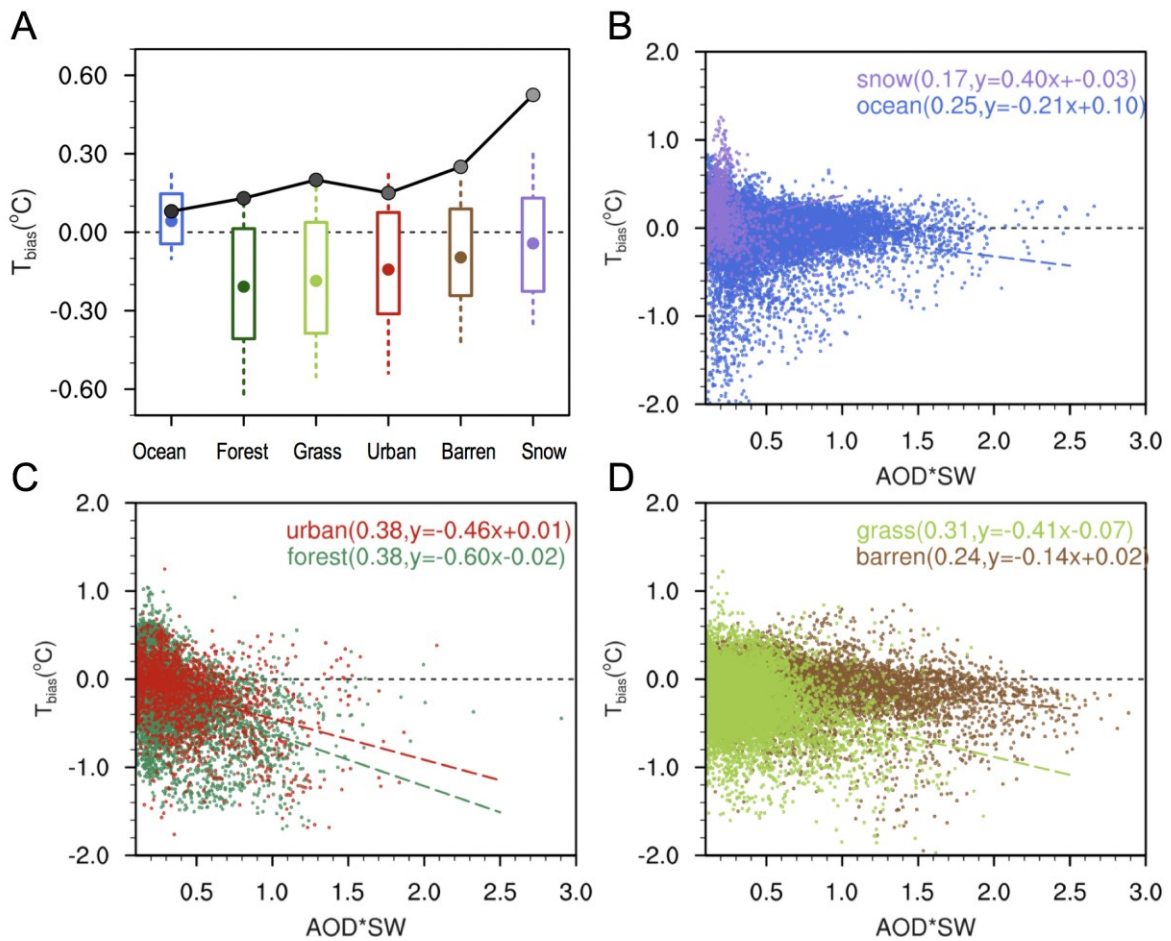 A
0.60
0.30
0.00
-0.30
-0.60
Tbias(°C)
Ocean Forest Grass Urban Barren Snow
B
2.0
1.0
0.0
-1.0
-2.0
Tbias(°C)
snow(0.17,y=0.40x+-0.03)
ocean(0.25,y=-0.21x+0.10)
0.5 1.0 1.5 2.0 2.5 3.0
AOD*SW
C
2.0
1.0
0.0
-1.0
-2.0
Tbias(°C)
urban(0.38,y=-0.46x+0.01)
forest(0.38,y=-0.60x-0.02)
0.5 1.0 1.5 2.0 2.5 3.0
AOD*SW
D
2.0
1.0
0.0
-1.0
-2.0
Tbias(°C)
grass(0.31,y=-0.41x-0.07)
barren(0.24,y=-0.14x+0.02)
0.5 1.0 1.5 2.0 2.5 3.0
AOD*SW